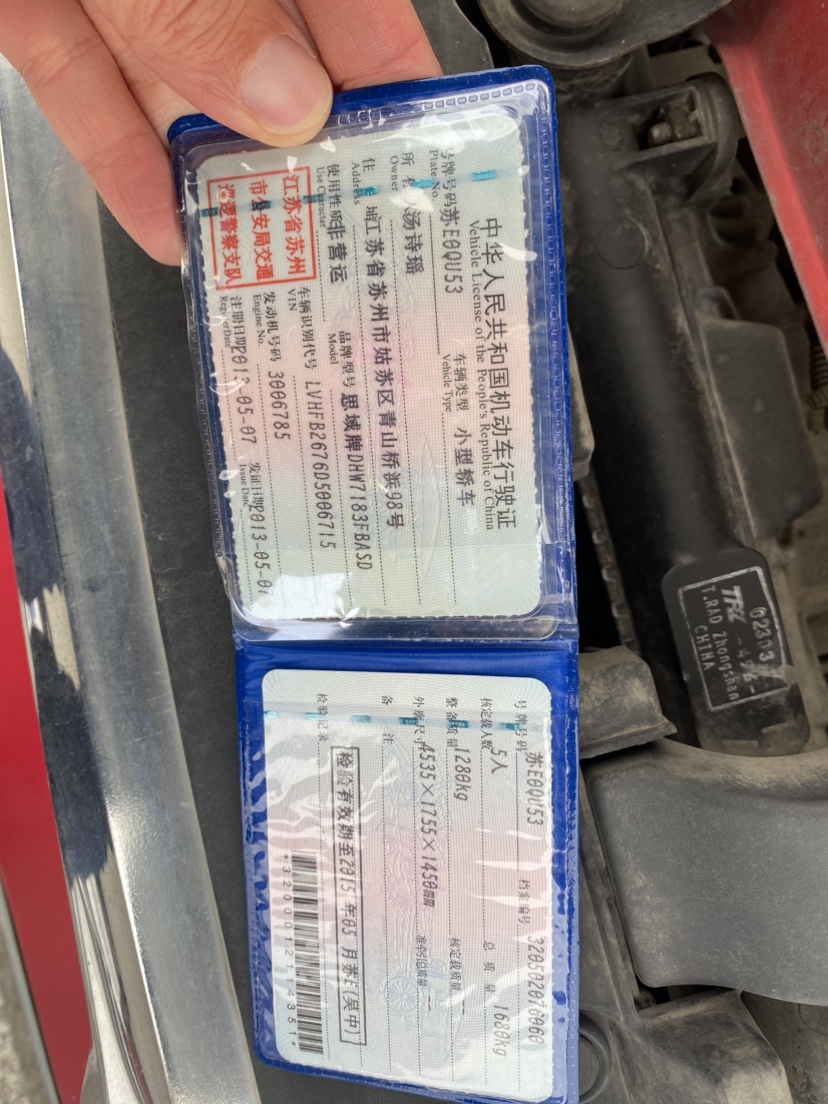 中华人民共和国机动车行驶证
Vehicle License of the People's Republic of China
号牌号码 苏E0QU53 车辆类型 小型轿车
Plate No. Vehicle Type
所有人 汤诗瑶
Owner
住址 江苏省苏州市姑苏区青山桥浜98号
Address
使用性质 非营运 品牌型号 思域牌DHW7183FBASD
Use Character Model
江苏省苏州
市公安局交通
巡逻警察支队
车辆识别代号 LVHFB2676D5006715
VIN
发动机号码 3006785
Engine No.
注册日期 2013-05-07 发证日期 2013-05-07
Register Date Issue Date
号牌号码 苏E0QU53 档案编号 320502070060
核定载人数 5人 总质量 1680kg
整备质量 1280kg 核定载质量 --
外廓尺寸 4535×1755×1450mm 准牵引总质量 --
备注
检验有效期至2015年05月苏E(吴中)
检验记录
*3200012114351*
TRZ 02303
-496-
T.RAD Zhongshan
CHINA